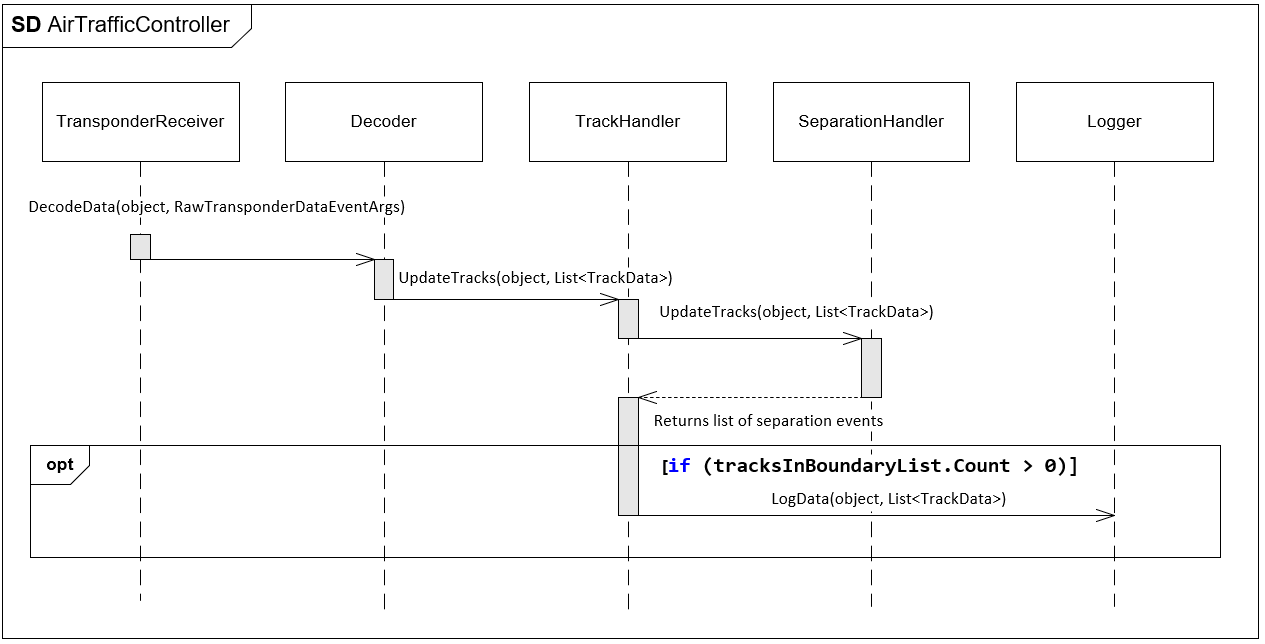 SD AirTrafficController
TransponderReceiver
Decoder
TrackHandler
SeparationHandler
Logger
DecodeData(object, RawTransponderDataEventArgs)
UpdateTracks(object, List<TrackData>)
UpdateTracks(object, List<TrackData>)
Returns list of separation events
opt
[if (tracksInBoundaryList.Count > 0)]
LogData(object, List<TrackData>)